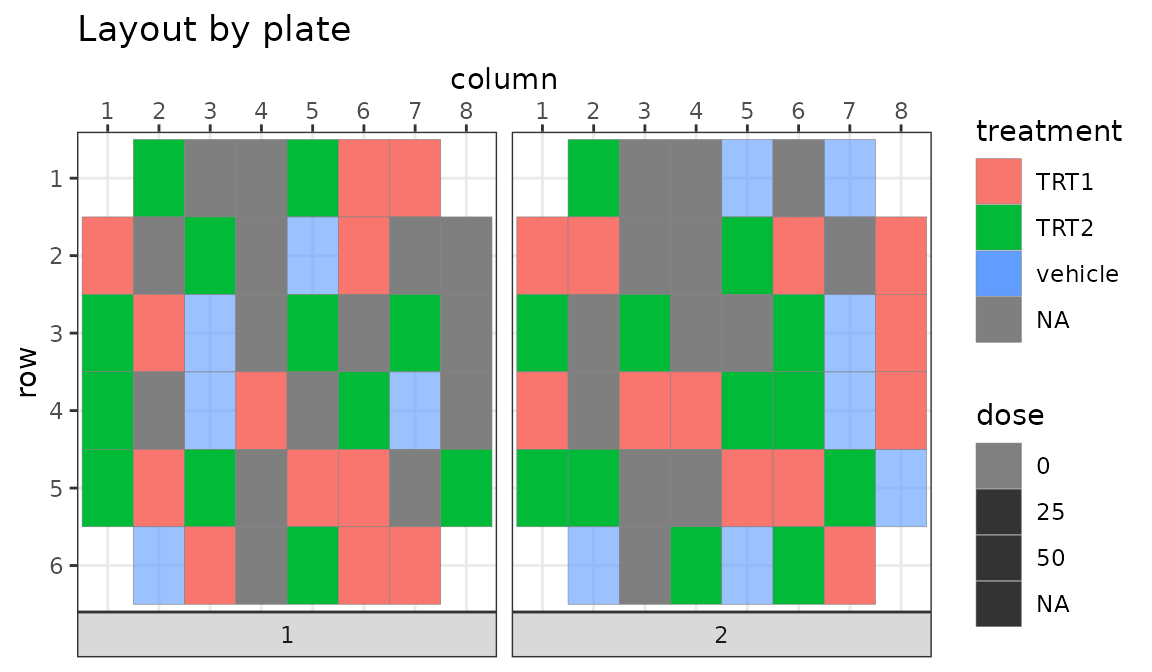 Layout by plate
column
1 2 3 4 5 6 7 8 1 2 3 4 5 6 7 8
row
1
2
3
4
5
6
1 2
treatment
TRT1
TRT2
vehicle
NA
dose
0
25
50
NA